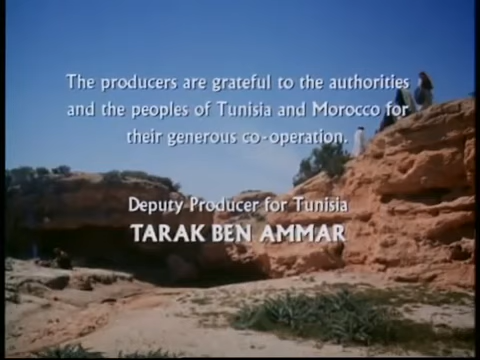 The producers are grateful to the authorities
and the peoples of Tunisia and Morocco for
their generous co-operation.
Deputy Producer for Tunisia
TARAK BEN AMMAR